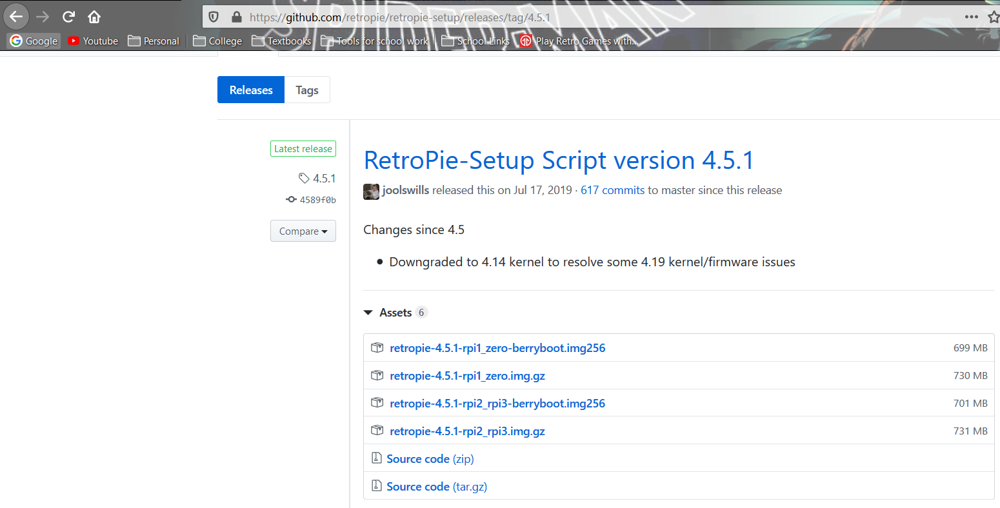 https://github.com/retropie/retropie-setup/releases/tag/4.5.1
Google Youtube Personal College Textbooks Tools for school work School Links Play Retro Games with...
SPIDER-MAN
Releases Tags
Latest release
4.5.1
4589f0b
Compare
RetroPie-Setup Script version 4.5.1
joolswills released this on Jul 17, 2019 · 617 commits to master since this release
Changes since 4.5
• Downgraded to 4.14 kernel to resolve some 4.19 kernel/firmware issues
Assets 6
retropie-4.5.1-rpi1_zero-berryboot.img256 699 MB
retropie-4.5.1-rpi1_zero.img.gz 730 MB
retropie-4.5.1-rpi2_rpi3-berryboot.img256 701 MB
retropie-4.5.1-rpi2_rpi3.img.gz 731 MB
Source code (zip)
Source code (tar.gz)